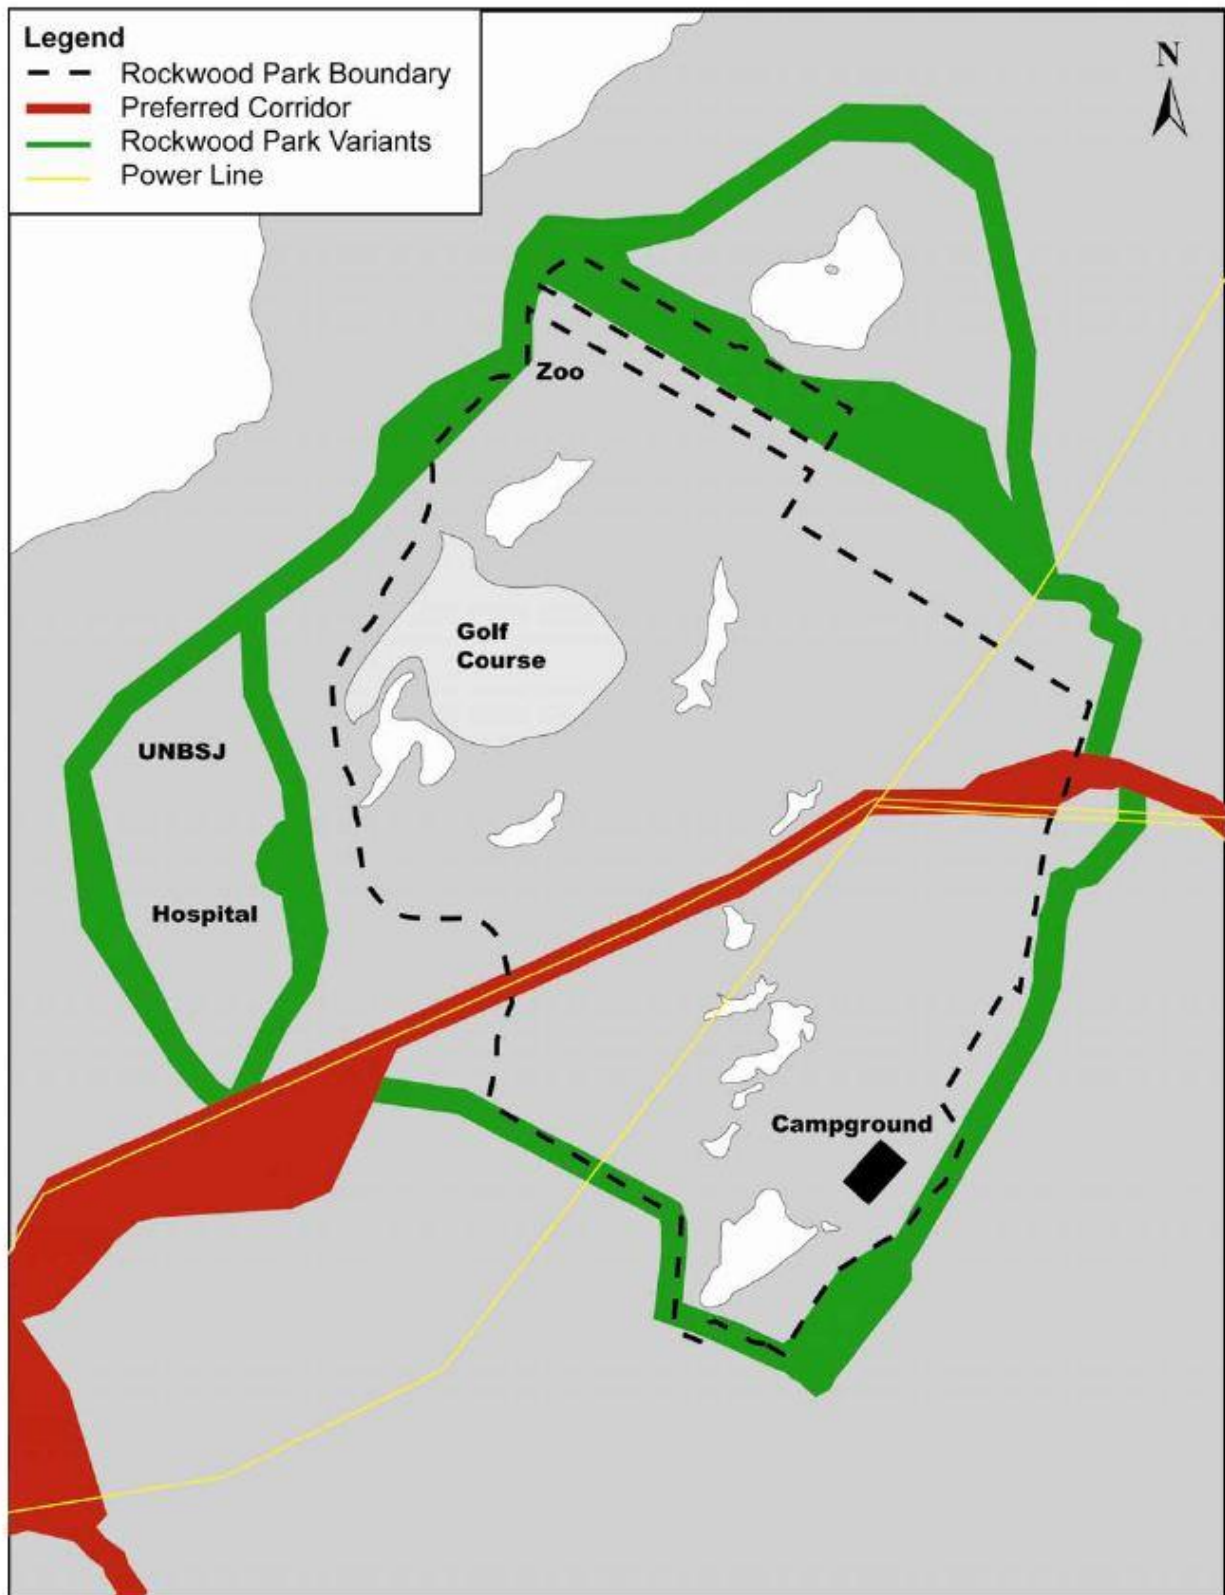 Legend
Rockwood Park Boundary
Preferred Corridor
Rockwood Park Variants
Power Line
N
Zoo
Golf
Course
UNBSJ
Hospital
Campground